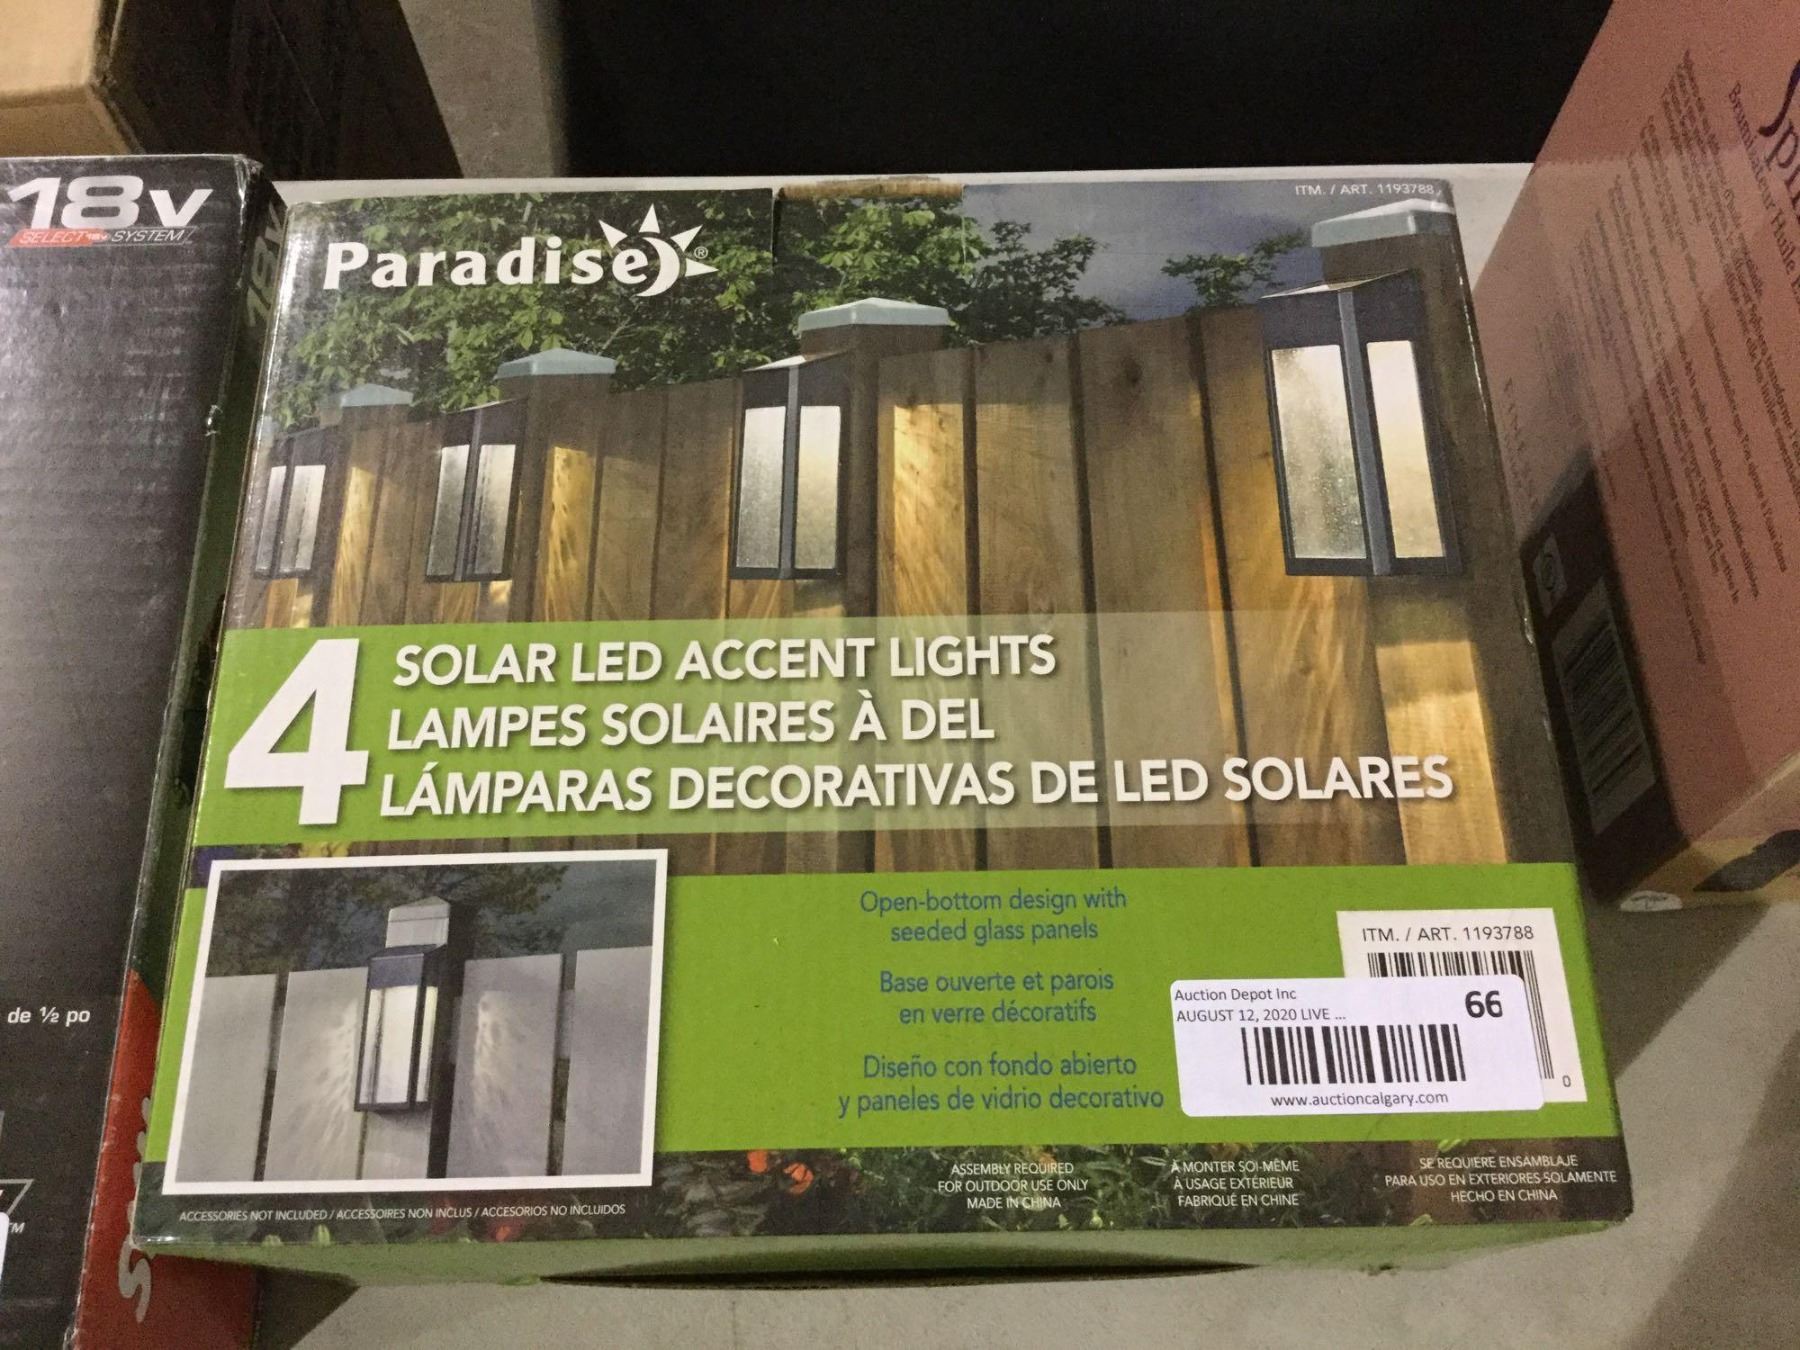 18v
SELECT 18v SYSTEM
18V
de ½ po
TM
ITM. / ART. 1193788
Paradise®
4
SOLAR LED ACCENT LIGHTS
LAMPES SOLAIRES À DEL
LÁMPARAS DECORATIVAS DE LED SOLARES
Open-bottom design with
seeded glass panels
Base ouverte et parois
en verre décoratifs
Diseño con fondo abierto
y paneles de vidrio decorativo
ITM. / ART. 1193788
0
Auction Depot Inc
AUGUST 12, 2020 LIVE ...
66
www.auctioncalgary.com
ACCESSORIES NOT INCLUDED / ACCESSOIRES NON INCLUS / ACCESORIOS NO INCLUIDOS
ASSEMBLY REQUIRED
FOR OUTDOOR USE ONLY
MADE IN CHINA
À MONTER SOI-MÊME
À USAGE EXTÉRIEUR
FABRIQUÉ EN CHINE
SE REQUIERE ENSAMBLAJE
PARA USO EN EXTERIORES SOLAMENTE
HECHO EN CHINA